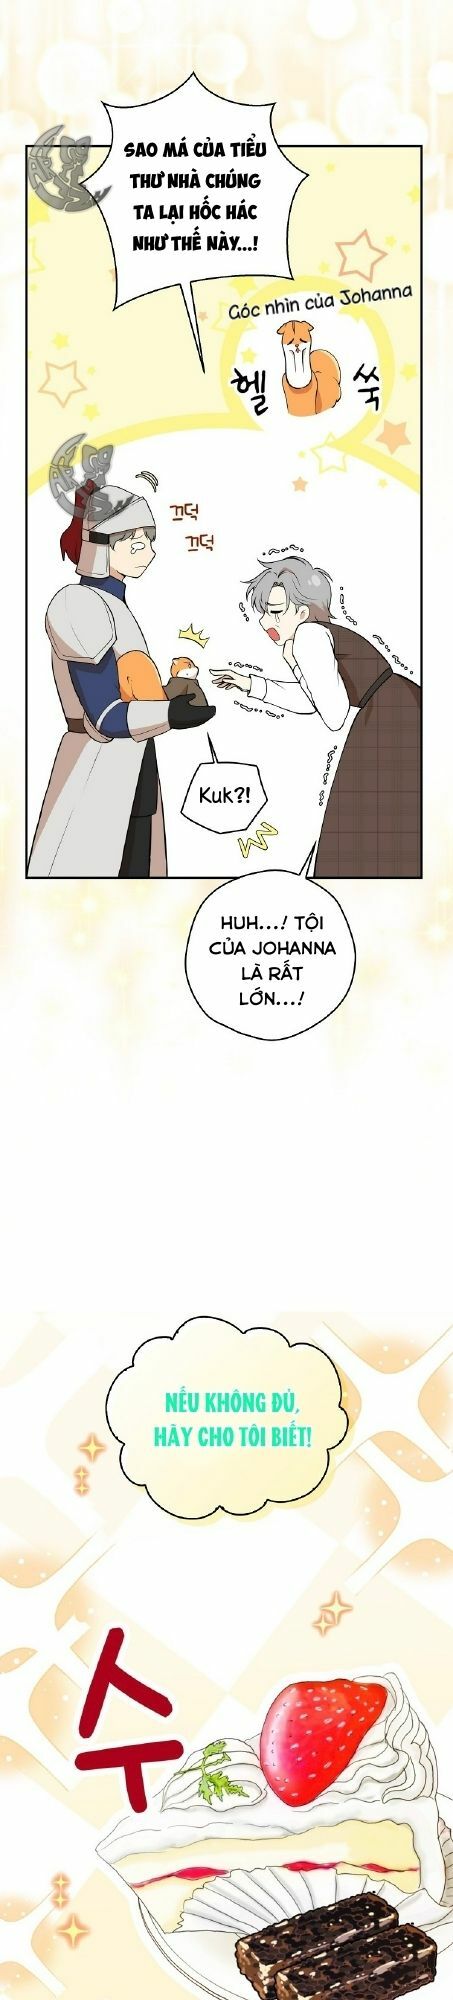 SAO MÁ CỦA TIỂU
THƯ NHÀ CHÚNG
TA LẠI HỐC HÁC
NHƯ THẾ NÀY...!
Góc nhìn của Johanna
헬쑥
끄덕
끄덕
Kuk?!
HUH...! TỘI
CỦA JOHANNA
LÀ RẤT
LỚN...!
NẾU KHÔNG ĐỦ,
HÃY CHO TÔI BIẾT!
수